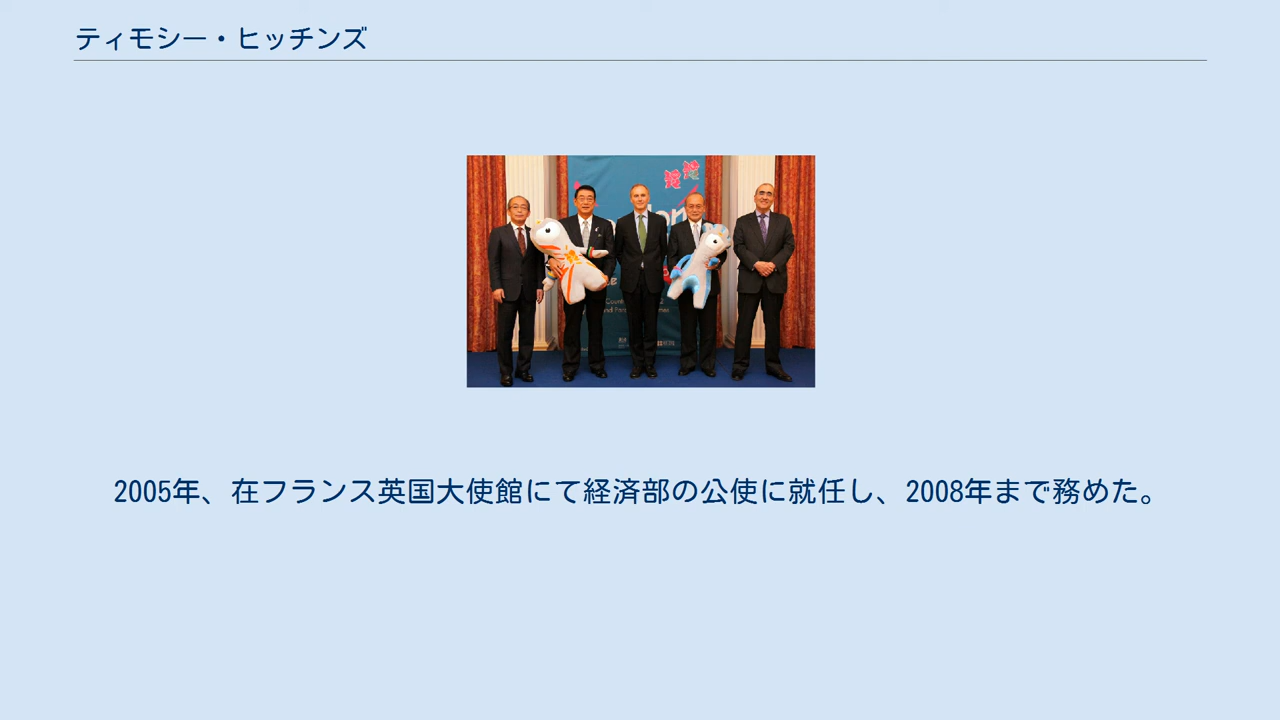 ティモシー・ヒッチンズ
2005年、在フランス英国大使館にて経済部の公使に就任し、2008年まで務めた。